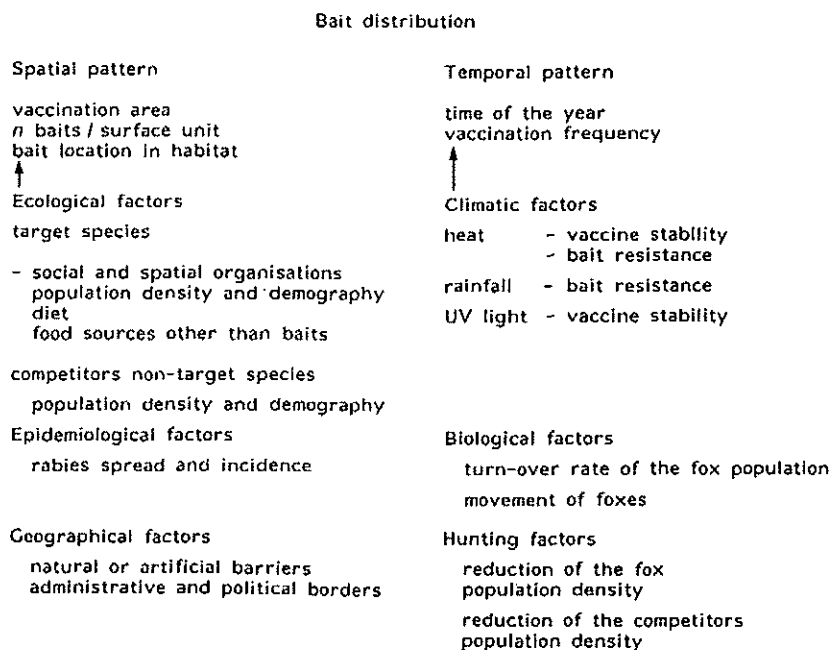 Bait distribution
Spatial pattern
vaccination area
n baits / surface unit
bait location in habitat
Ecological factors
target species
- social and spatial organisations
population density and demography
diet
food sources other than baits
competitors non-target species
population density and demography
Epidemiological factors
rabies spread and incidence
Geographical factors
natural or artificial barriers
administrative and political borders
Temporal pattern
time of the year
vaccination frequency
Climatic factors
heat - vaccine stability
- bait resistance
rainfall - bait resistance
UV light - vaccine stability
Biological factors
turn-over rate of the fox population
movement of foxes
Hunting factors
reduction of the fox
population density
reduction of the competitors
population density